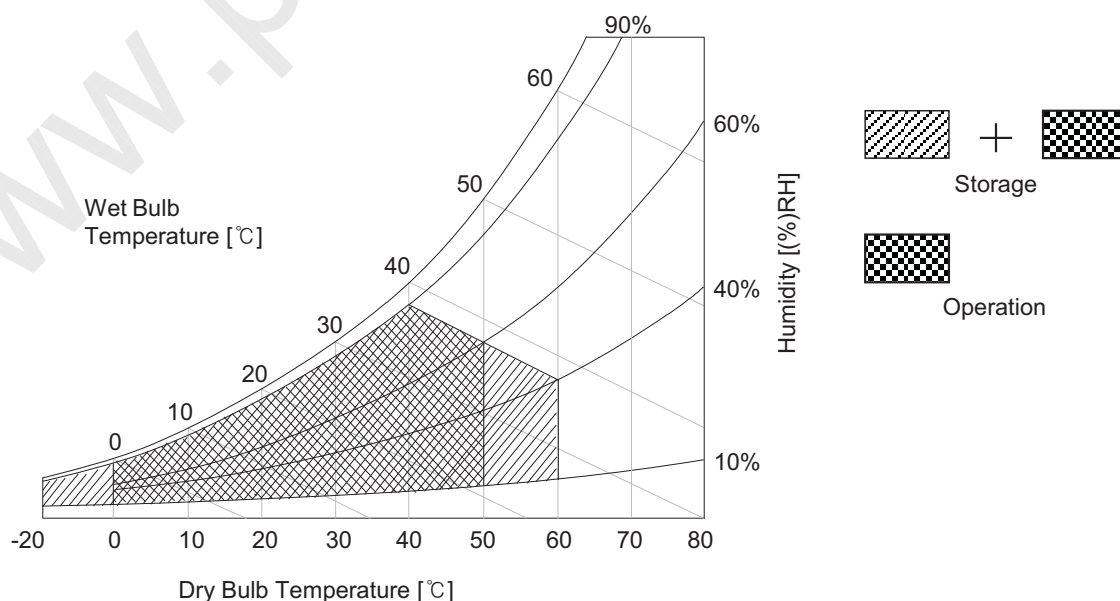 www.p
90%
60
60%
50
Wet Bulb
Temperature [℃]
40
40%
30
20
10
0
10%
Humidity [(%)RH]
-20 0 10 20 30 40 50 60 70 80
Dry Bulb Temperature [℃]
+
Storage
Operation